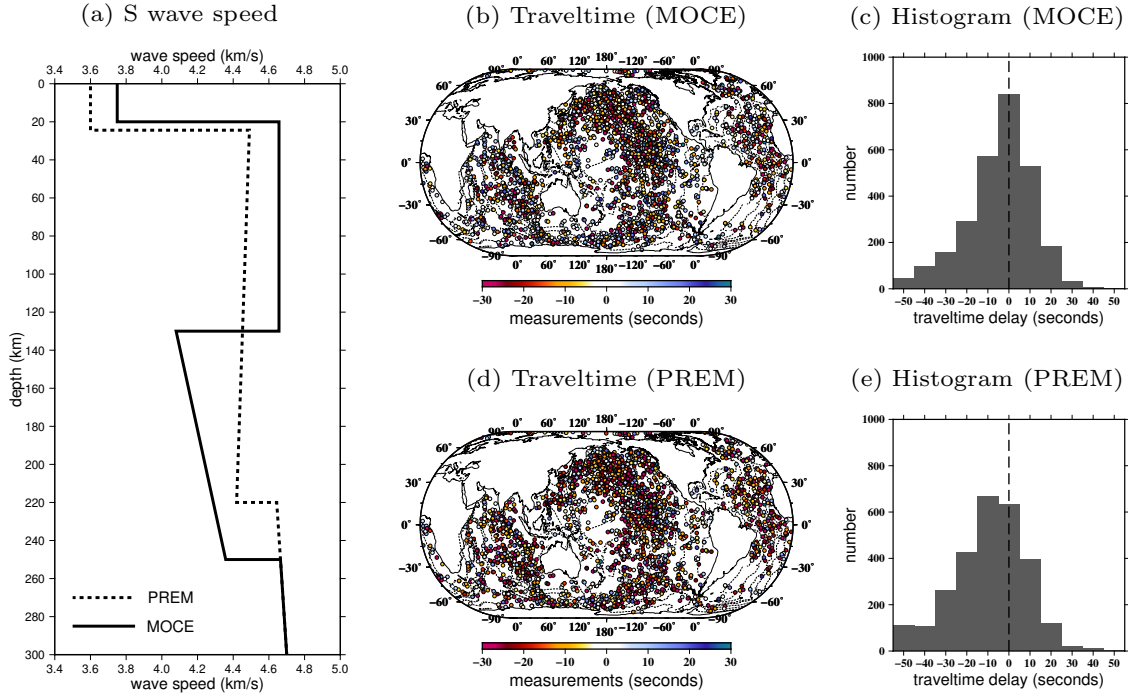 (a) S wave speed
wave speed (km/s)
3.4 3.6 3.8 4.0 4.2 4.4 4.6 4.8 5.0
0
20
40
60
80
100
120
140
160
180
200
220
240
260
280
300
depth (km)
PREM
MOCE
3.4 3.6 3.8 4.0 4.2 4.4 4.6 4.8 5.0
wave speed (km/s)
(b) Traveltime (MOCE)
180˚
90˚ 0˚ 60˚ 120˚ −120˚ −60˚ 0˚ 90˚
60˚ 60˚
30˚ 30˚
0˚ 0˚
−30˚ −30˚
−60˚ −60˚
−90˚ 0˚ 60˚ 120˚ −120˚ −60˚ 0˚ −90˚
180˚
−30 −20 −10 0 10 20 30
measurements (seconds)
(c) Histogram (MOCE)
1000
800
600
400
200
0
number
−50 −40 −30 −20 −10 0 10 20 30 40 50
traveltime delay (seconds)
(d) Traveltime (PREM)
180˚
90˚ 0˚ 60˚ 120˚ −120˚ −60˚ 0˚ 90˚
60˚ 60˚
30˚ 30˚
0˚ 0˚
−30˚ −30˚
−60˚ −60˚
−90˚ 0˚ 60˚ 120˚ −120˚ −60˚ 0˚ −90˚
180˚
−30 −20 −10 0 10 20 30
measurements (seconds)
(e) Histogram (PREM)
1000
800
600
400
200
0
number
−50 −40 −30 −20 −10 0 10 20 30 40 50
traveltime delay (seconds)